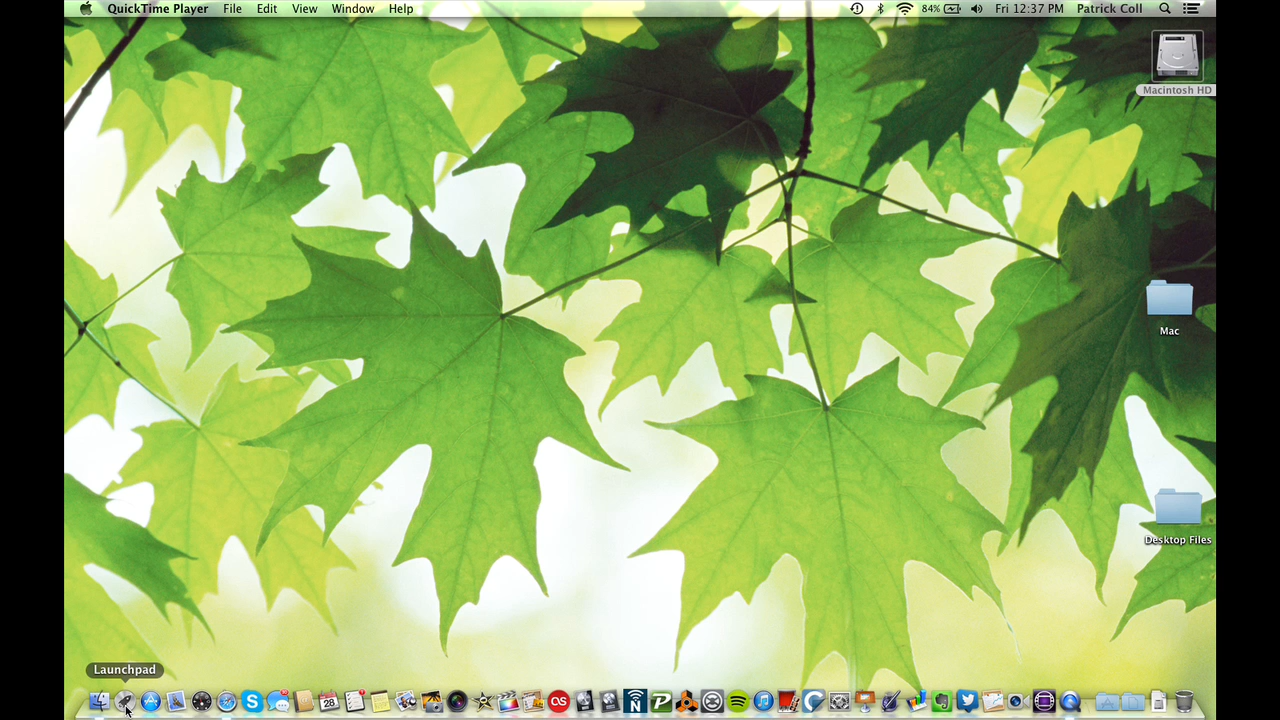 QuickTime Player File Edit View Window Help 84% Fri 12:37 PM Patrick Coll
Macintosh HD
Mac
Desktop Files
Launchpad
28